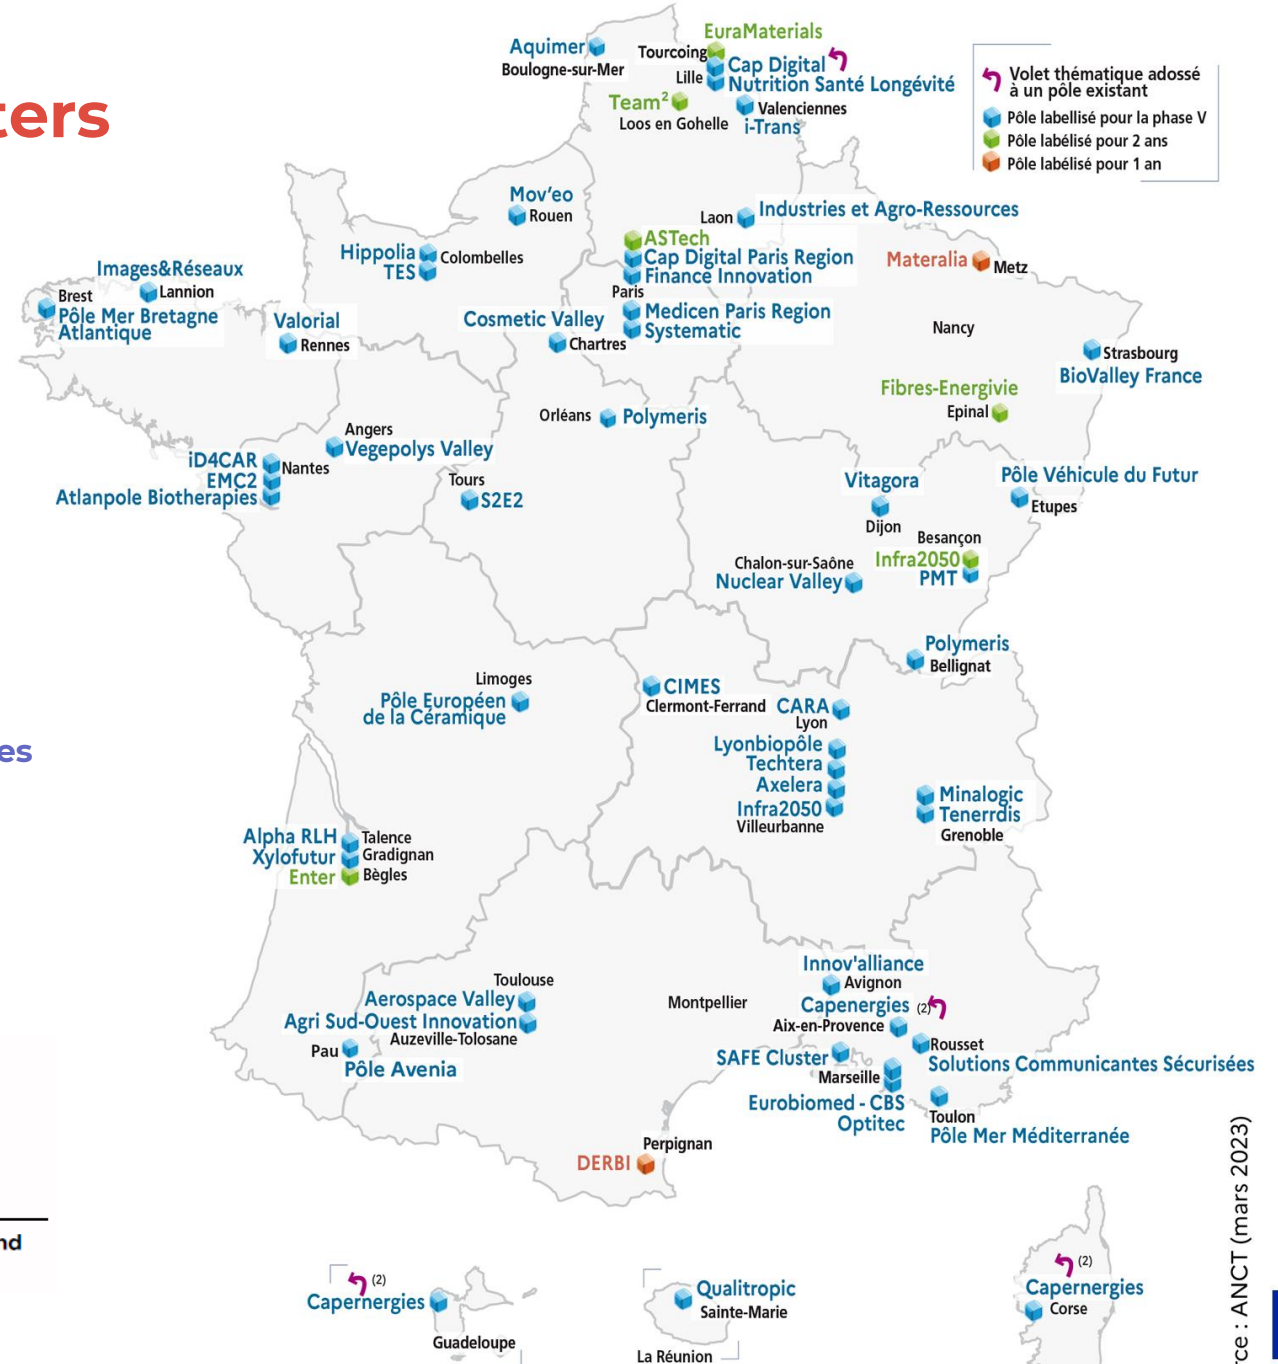 ters
es
nd
EuraMaterials
Aquimer
Boulogne-sur-Mer
Tourcoing
Cap Digital
Lille
Nutrition Santé Longévité
Team²
Loos en Gohelle
Valenciennes
i-Trans
Volet thématique adossé
à un pôle existant
Pôle labellisé pour la phase V
Pôle labélisé pour 2 ans
Pôle labélisé pour 1 an
Mov'eo
Rouen
Laon
Industries et Agro-Ressources
Hippolia
TES
Colombelles
ASTech
Cap Digital Paris Region
Finance Innovation
Paris
Medicen Paris Region
Systematic
Materalia
Metz
Images&Réseaux
Lannion
Brest
Pôle Mer Bretagne
Atlantique
Valorial
Rennes
Cosmetic Valley
Chartres
Nancy
Strasbourg
BioValley France
Fibres-Energivie
Epinal
Orléans
Polymeris
Angers
Vegepolys Valley
iD4CAR
EMC2
Atlanpole Biotherapies
Nantes
Tours
S2E2
Vitagora
Dijon
Pôle Véhicule du Futur
Etupes
Besançon
Infra2050
PMT
Chalon-sur-Saône
Nuclear Valley
Polymeris
Bellignat
Limoges
Pôle Européen
de la Céramique
CIMES
Clermont-Ferrand
CARA
Lyon
Lyonbiopôle
Techtera
Axelera
Infra2050
Villeurbanne
Minalogic
Tenerrdis
Grenoble
Alpha RLH
Talence
Xylofutur
Gradignan
Enter
Bègles
Toulouse
Aerospace Valley
Agri Sud-Ouest Innovation
Auzeville-Tolosane
Pau
Pôle Avenia
Montpellier
Innov'alliance
Avignon
Capenergies (2)
Aix-en-Provence
Rousset
Solutions Communicantes Sécurisées
SAFE Cluster
Marseille
Eurobiomed - CBS
Optitec
Toulon
Pôle Mer Méditerranée
Perpignan
DERBI
(2)
Capernergies
Guadeloupe
Qualitropic
Sainte-Marie
La Réunion
(2)
Capernergies
Corse
rce : ANCT (mars 2023)